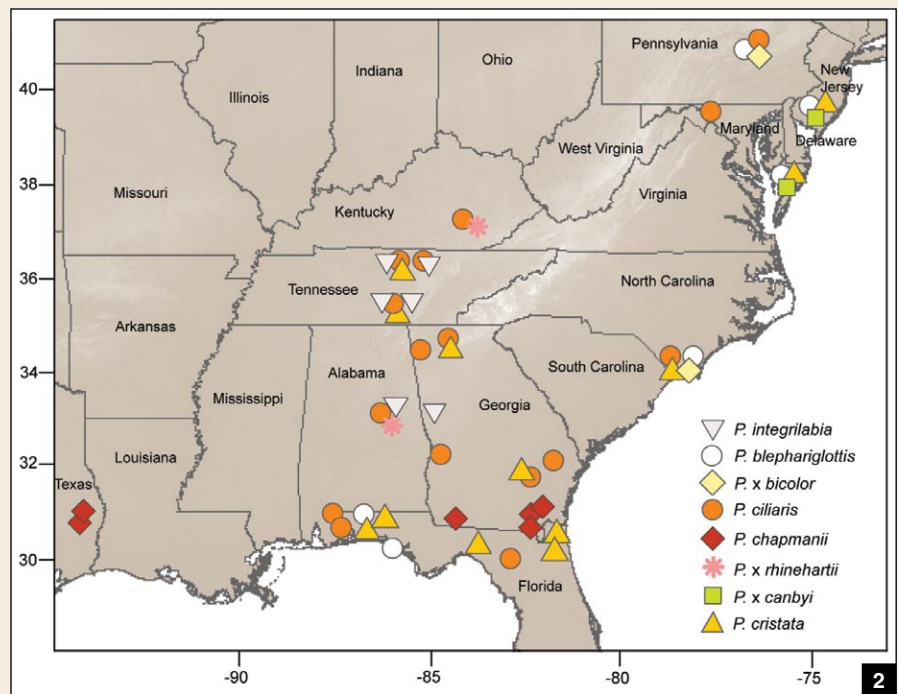 Pennsylvania
New
Jersey
Ohio
Indiana
Illinois
40
Maryland
Delaware
West Virginia
38
Missouri
Virginia
Kentucky
36
Tennessee
North Carolina
Arkansas
34
South Carolina
Alabama
Mississippi
Georgia
32
Louisiana
Texas
30
Florida
P. integrilabia
P. blephariglottis
P. x bicolor
P. ciliaris
P. chapmanii
P. x rhinehartii
P. x canbyi
P. cristata
-90
-85
-80
-75
2